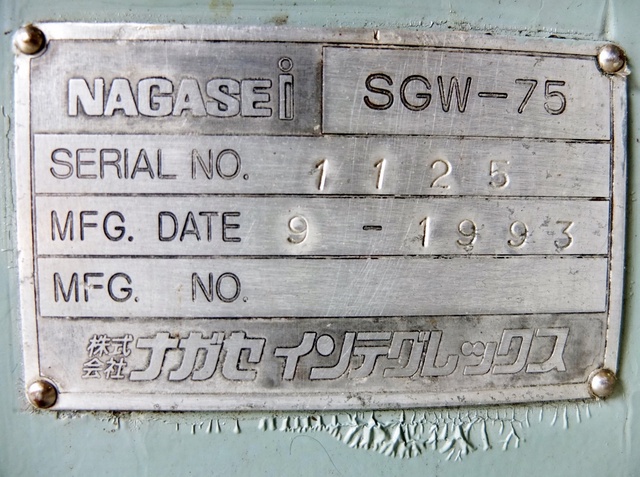 NAGASEi SGW-75
SERIAL NO. 1125
MFG. DATE 9-1993
MFG. NO.
株式会社 ナガセ インテグレックス